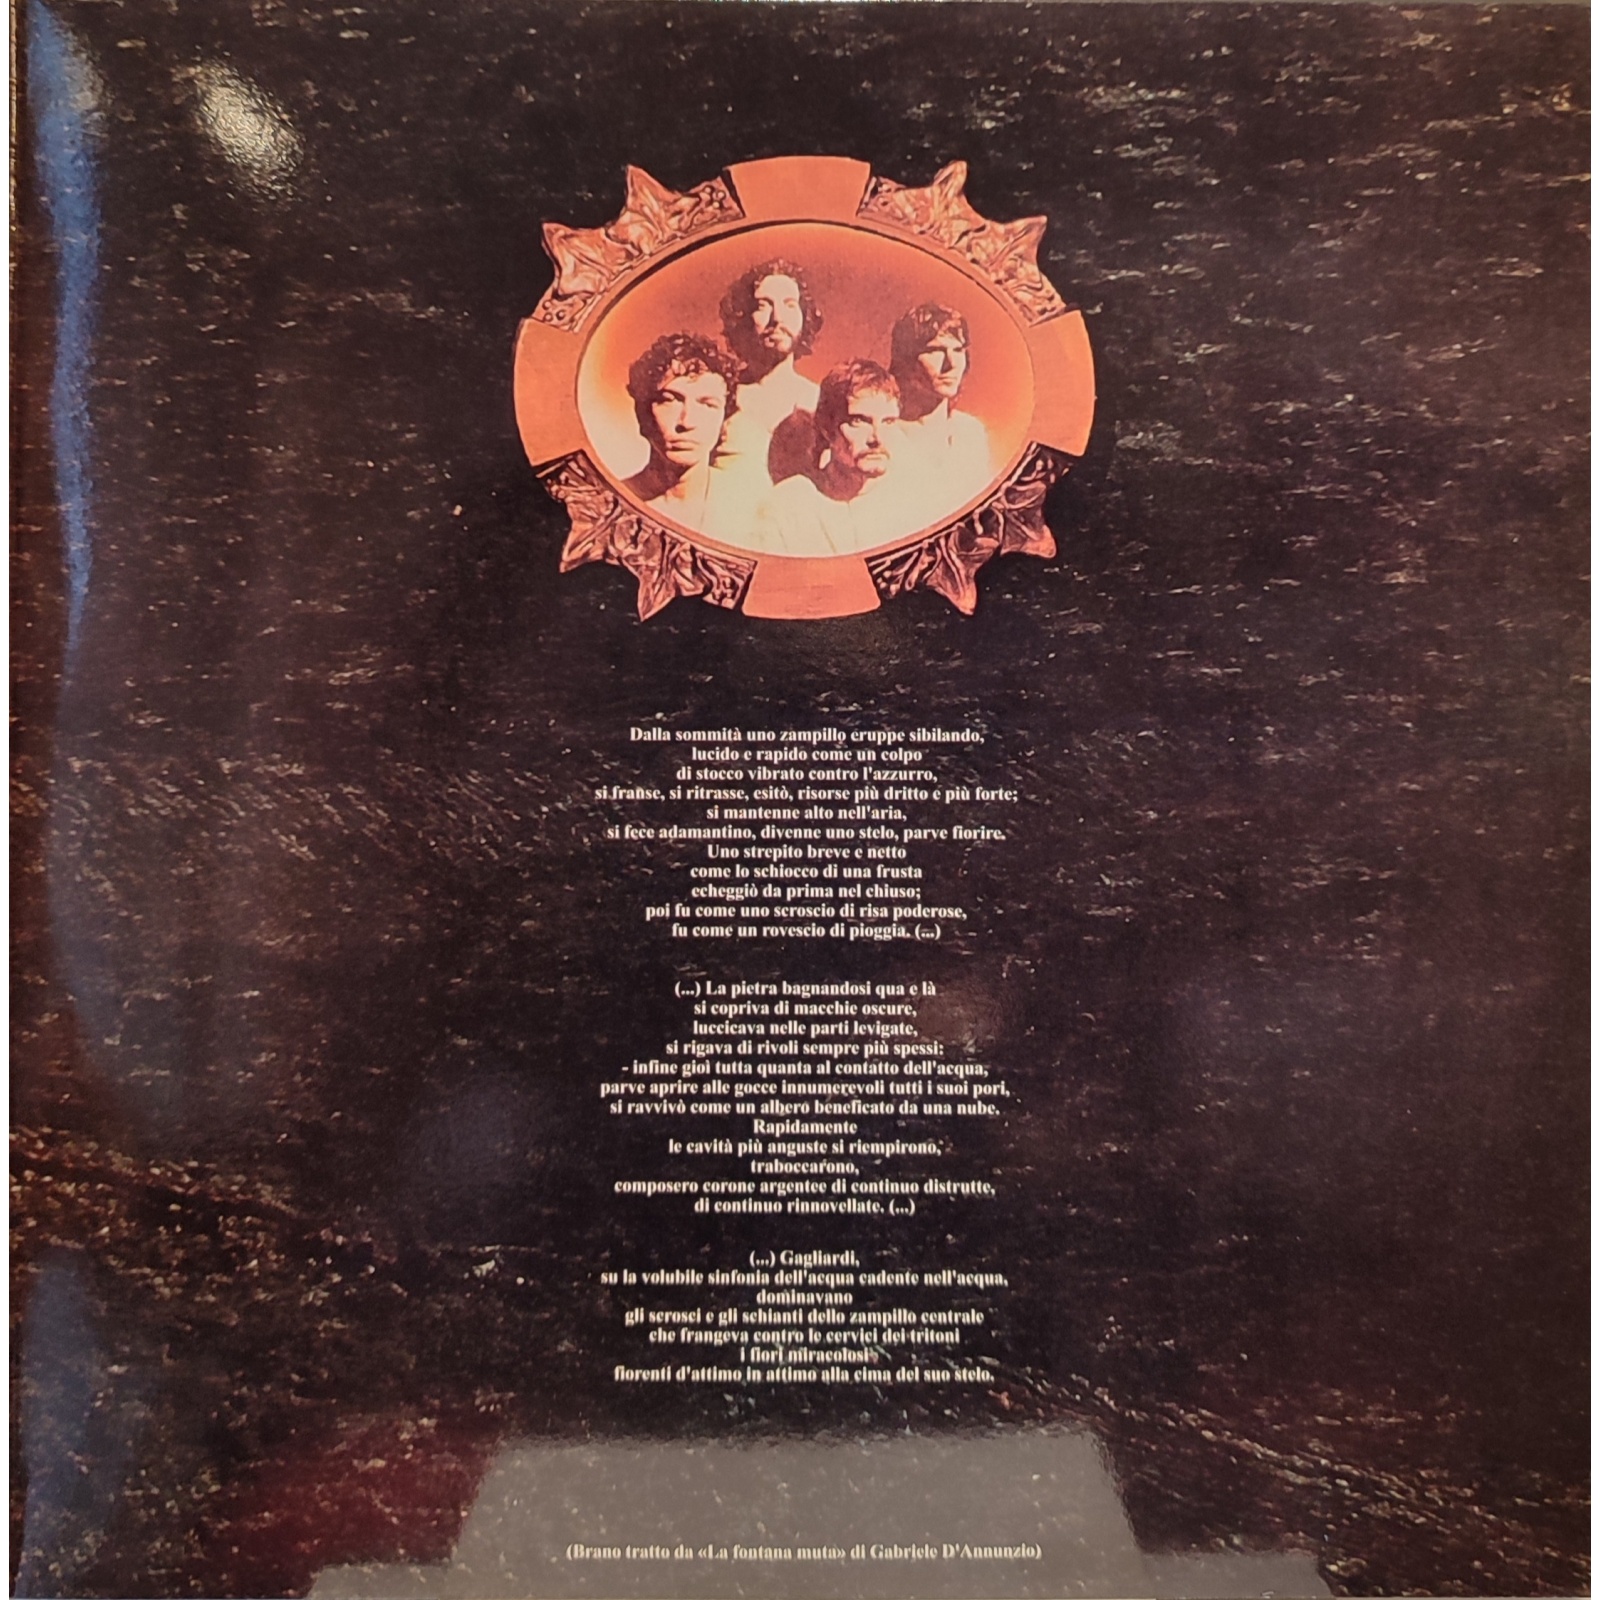 Dalla sommità uno zampillo eruppe sibilando,
lucido e rapido come un colpo
di stocco vibrato contro l'azzurro,
si franse, si ritrasse, esitò, risorse più dritto e più forte;
si mantenne alto nell'aria,
si fece adamantino, divenne uno stelo, parve fiorire.
Uno strepito breve e netto
come lo schiocco di una frusta
echeggiò da prima nel chiuso;
poi fu come uno scroscio di risa poderose,
fu come un rovescio di pioggia. (...)
(...) La pietra bagnandosi qua e là
si copriva di macchie oscure,
luccicava nelle parti levigate,
si rigava di rivoli sempre più spessi:
- infine gioì tutta quanta al contatto dell'acqua,
parve aprire alle gocce innumerevoli tutti i suoi pori,
si ravvivò come un albero beneficato da una nube.
Rapidamente
le cavità più anguste si riempirono,
traboccarono,
composero corone argentee di continuo distrutte,
di continuo rinnovellate. (...)
(...) Gagliardi,
su la volubile sinfonia dell'acqua cadente nell'acqua,
dominavano
gli scrosci e gli schianti dello zampillo centrale
che frangeva contro le cervici dei tritoni
i fiori miracolosi
fiorenti d'attimo in attimo alla cima del suo stelo.
(Brano tratto da «La fontana muta» di Gabriele D'Annunzio)